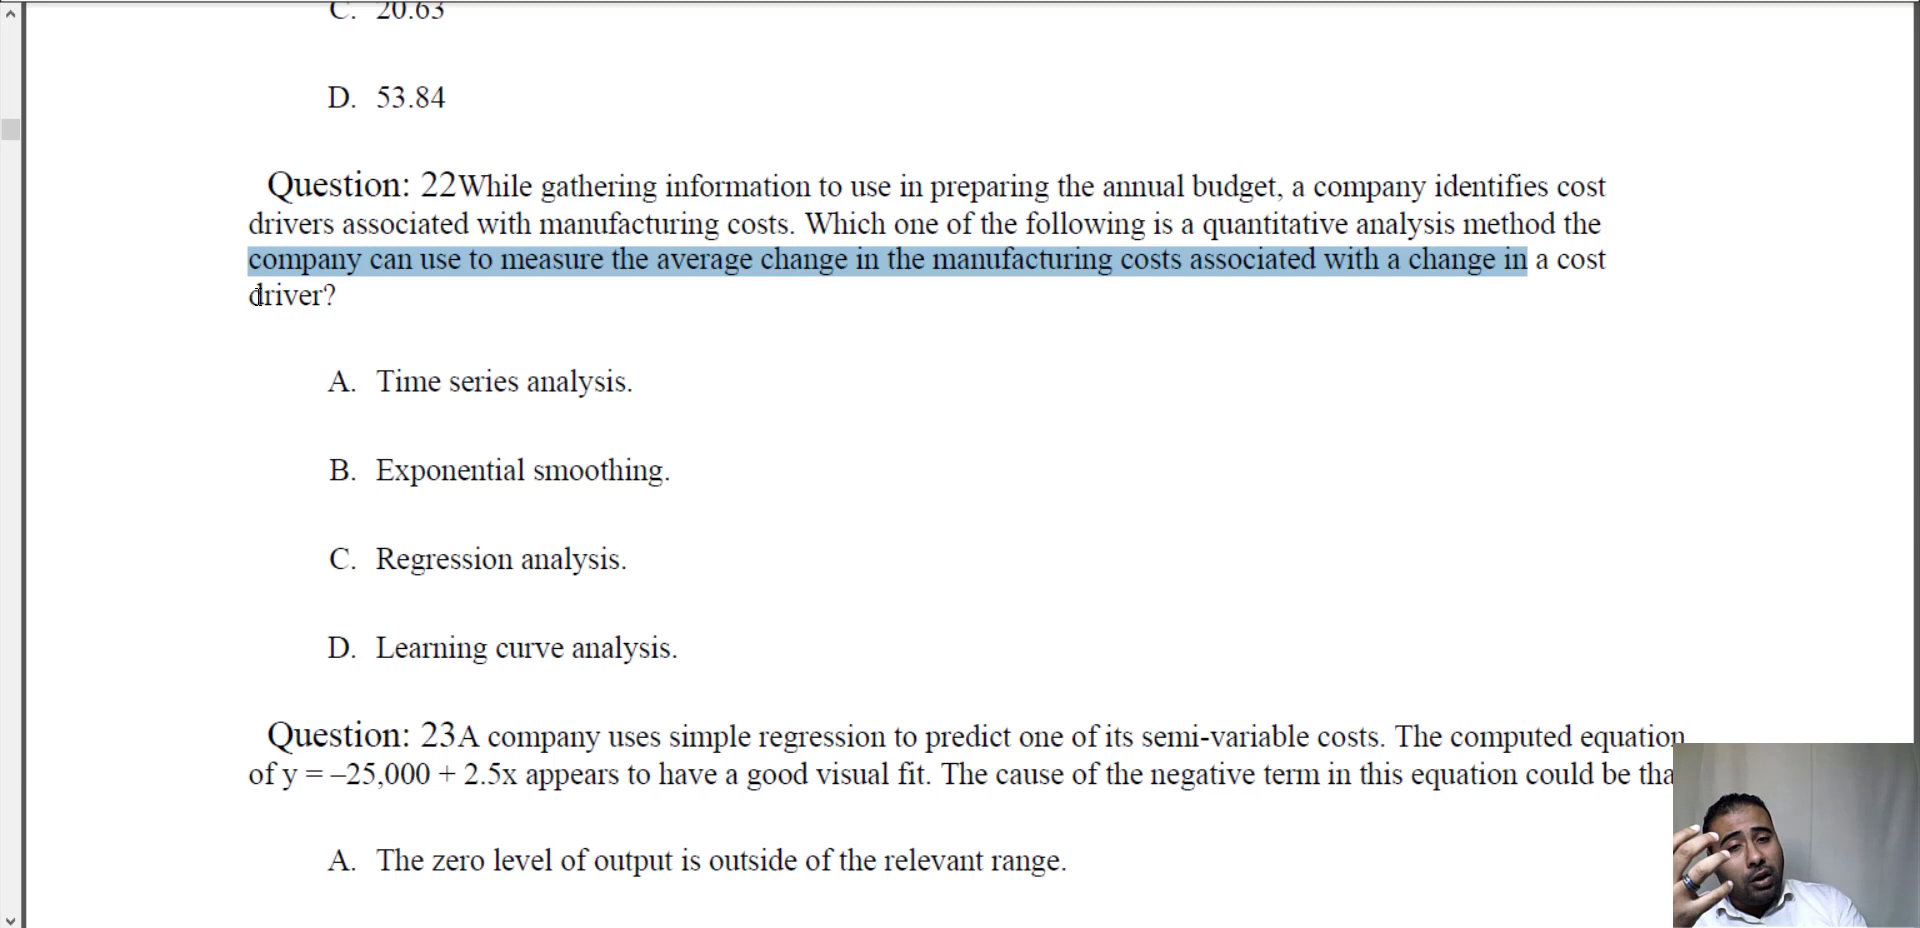 C. 20.63
D. 53.84
Question: 22While gathering information to use in preparing the annual budget, a company identifies cost
drivers associated with manufacturing costs. Which one of the following is a quantitative analysis method the
company can use to measure the average change in the manufacturing costs associated with a change in a cost
driver?
A. Time series analysis.
B. Exponential smoothing.
C. Regression analysis.
D. Learning curve analysis.
Question: 23A company uses simple regression to predict one of its semi-variable costs. The computed equation
of y = –25,000 + 2.5x appears to have a good visual fit. The cause of the negative term in this equation could be
A. The zero level of output is outside of the relevant range.